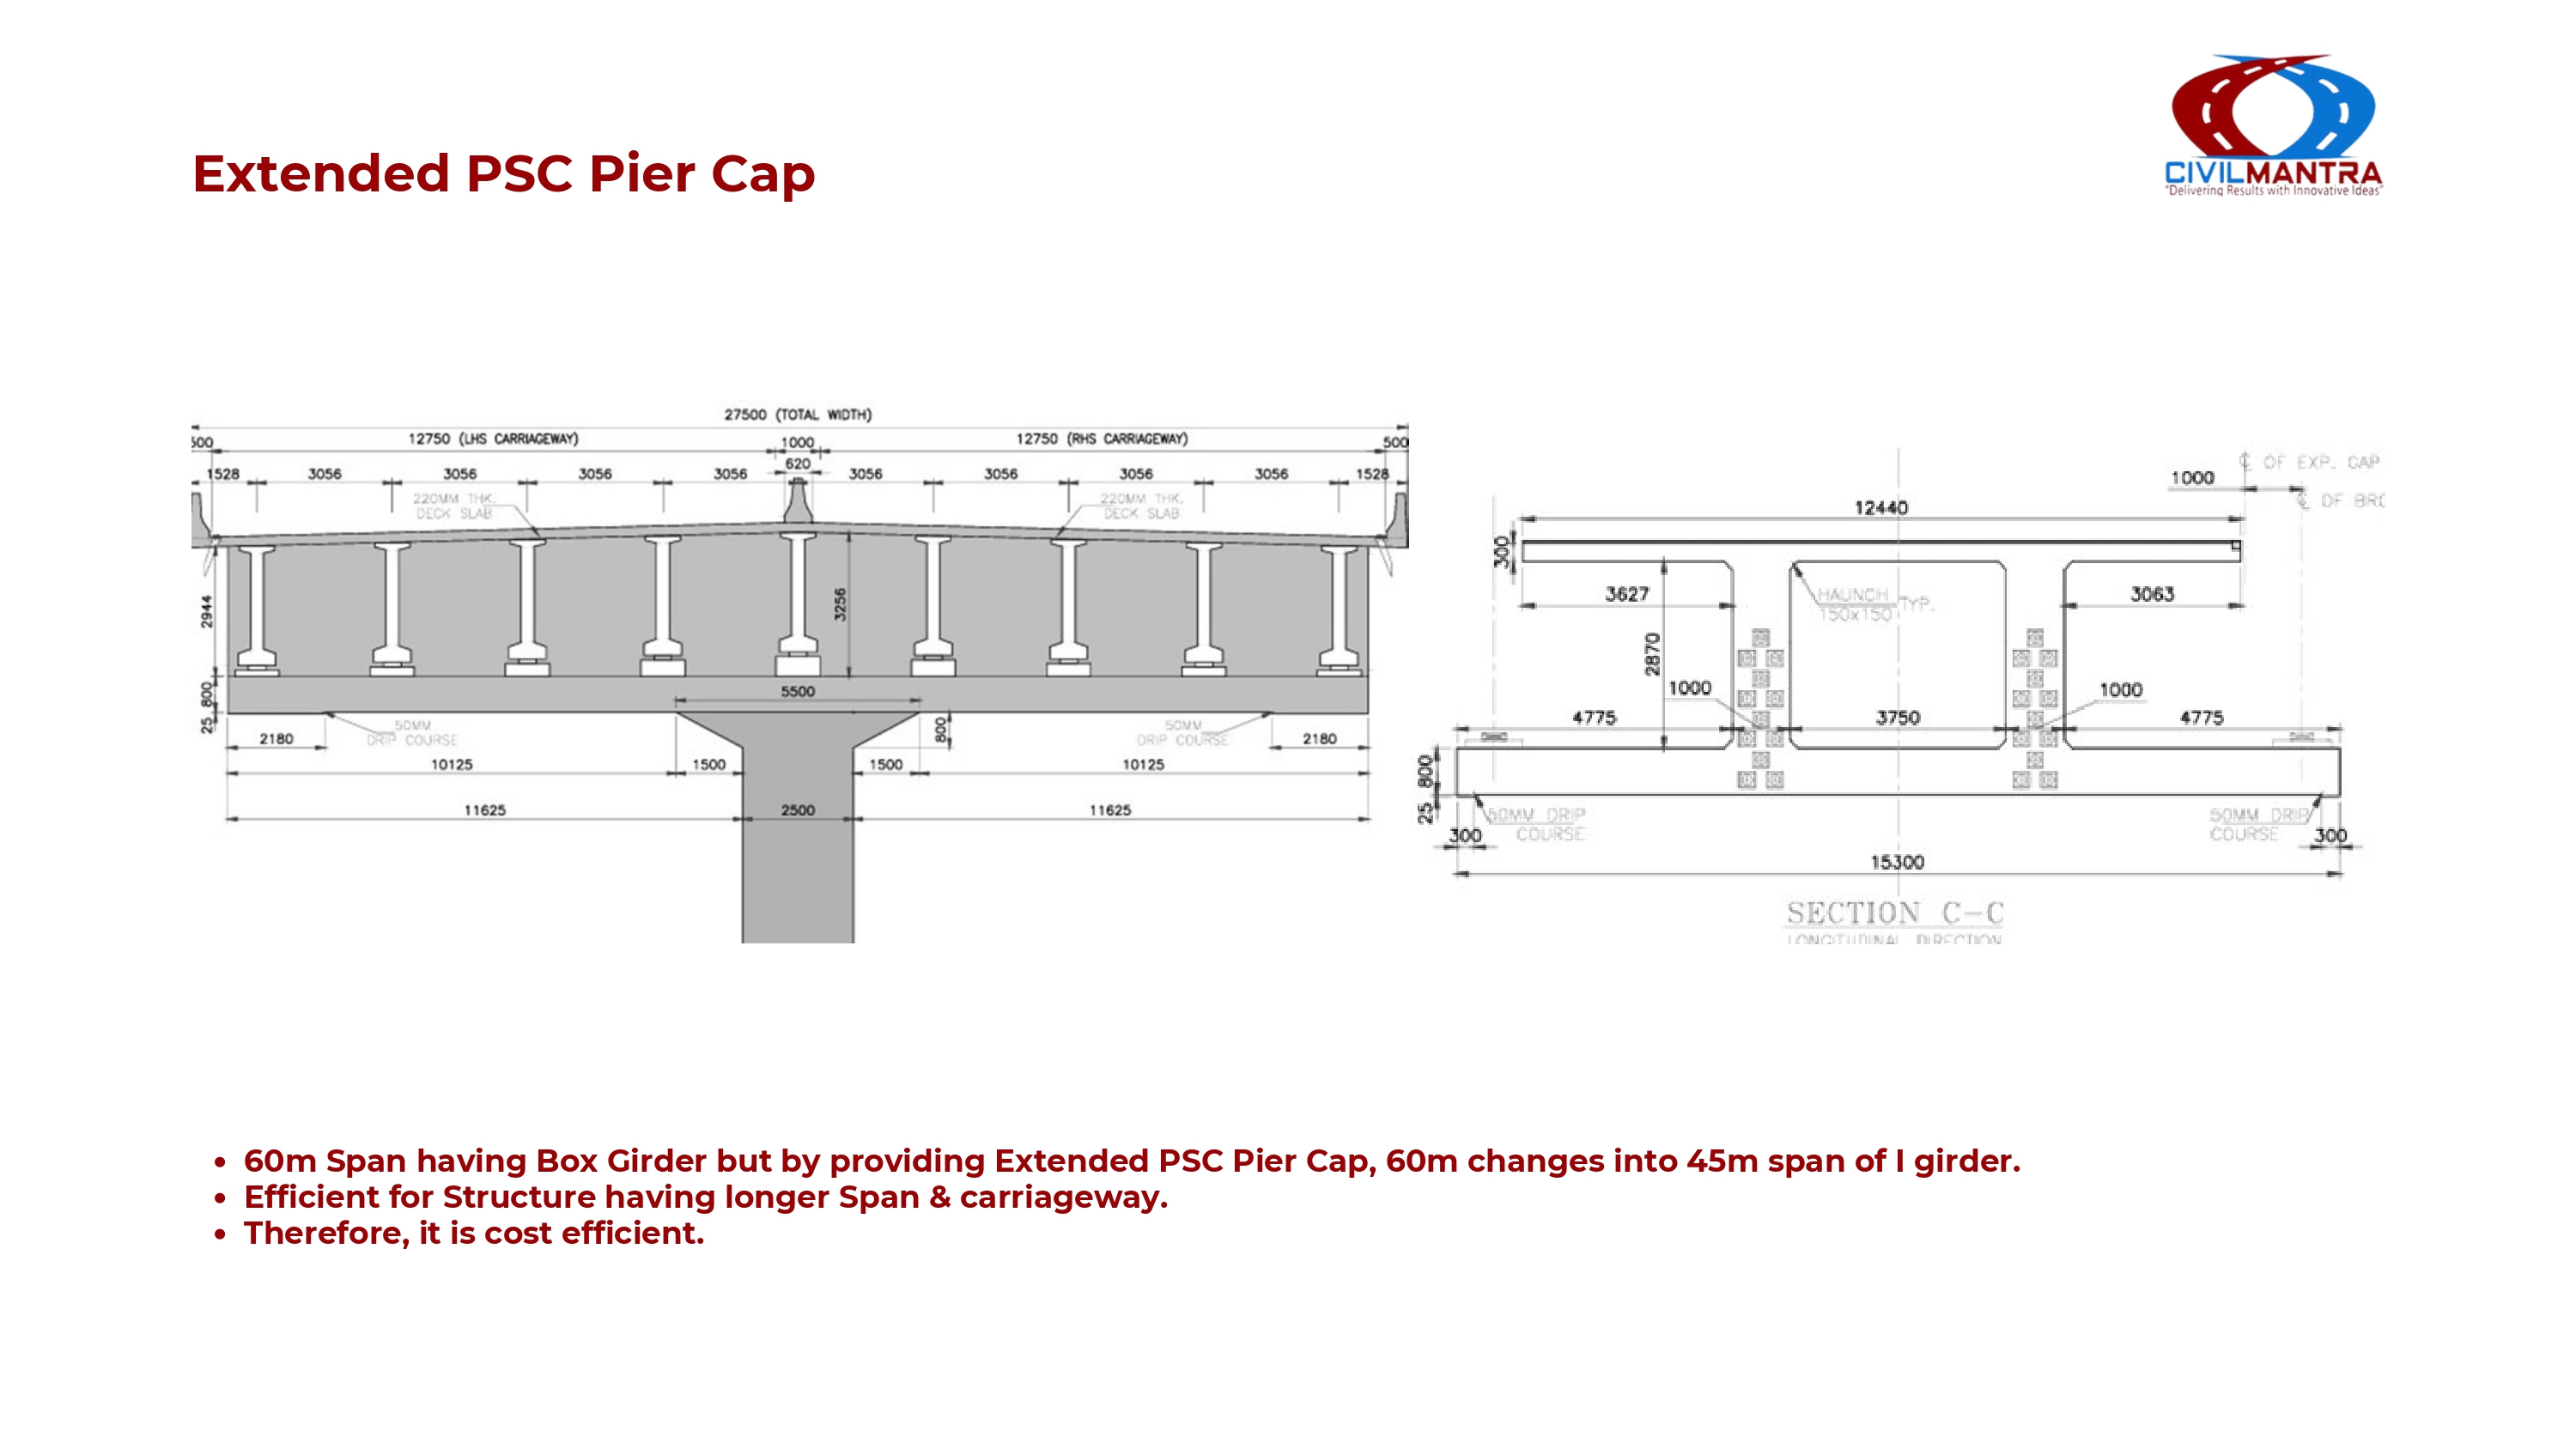 CIVILMANTRA
"Delivering Results with Innovative Ideas"
Extended PSC Pier Cap
27500 (TOTAL WIDTH)
500 12750 (LHS CARRIAGEWAY) 1000 12750 (RHS CARRIAGEWAY) 500
620
1528 3056 3056 3056 3056 3056 3056 3056 3056 1528
220MM THK.
DECK SLAB
220MM THK.
DECK SLAB
2944
3256
800
25
5500
50MM
DRIP COURSE
800
50MM
DRIP COURSE
2180 2180
10125 1500 1500 10125
11625 2500 11625
℄ OF EXP. GAP
1000
℄ OF BRG
12440
300
3627
HAUNCH
150x150 TYP.
3063
2870
1000 1000
4775 3750 4775
800
25
50MM DRIP
COURSE
50MM DRIP
COURSE
300 300
15300
SECTION C-C
LONGITUDINAL DIRECTION
• 60m Span having Box Girder but by providing Extended PSC Pier Cap, 60m changes into 45m span of I girder.
• Efficient for Structure having longer Span & carriageway.
• Therefore, it is cost efficient.